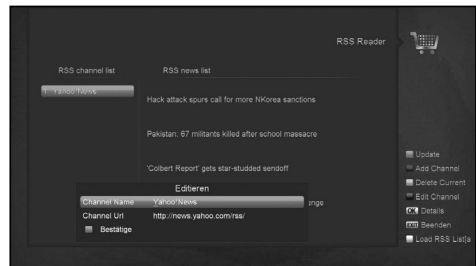 RSS Reader
RSS channel list
RSS news list
1 Yahoo!News
Hack attack spurs call for more NKorea sanctions
Pakistan: 67 militants killed after school massacre
'Colbert Report' gets star-studded sendoff
Editieren
Channel Name Yahoo!News
ange
Channel Url http://news.yahoo.com/rss/
Bestätige
Update
Add Channel
Delete Current
Edit Channel
OK Details
EXIT Beenden
Load RSS List[a